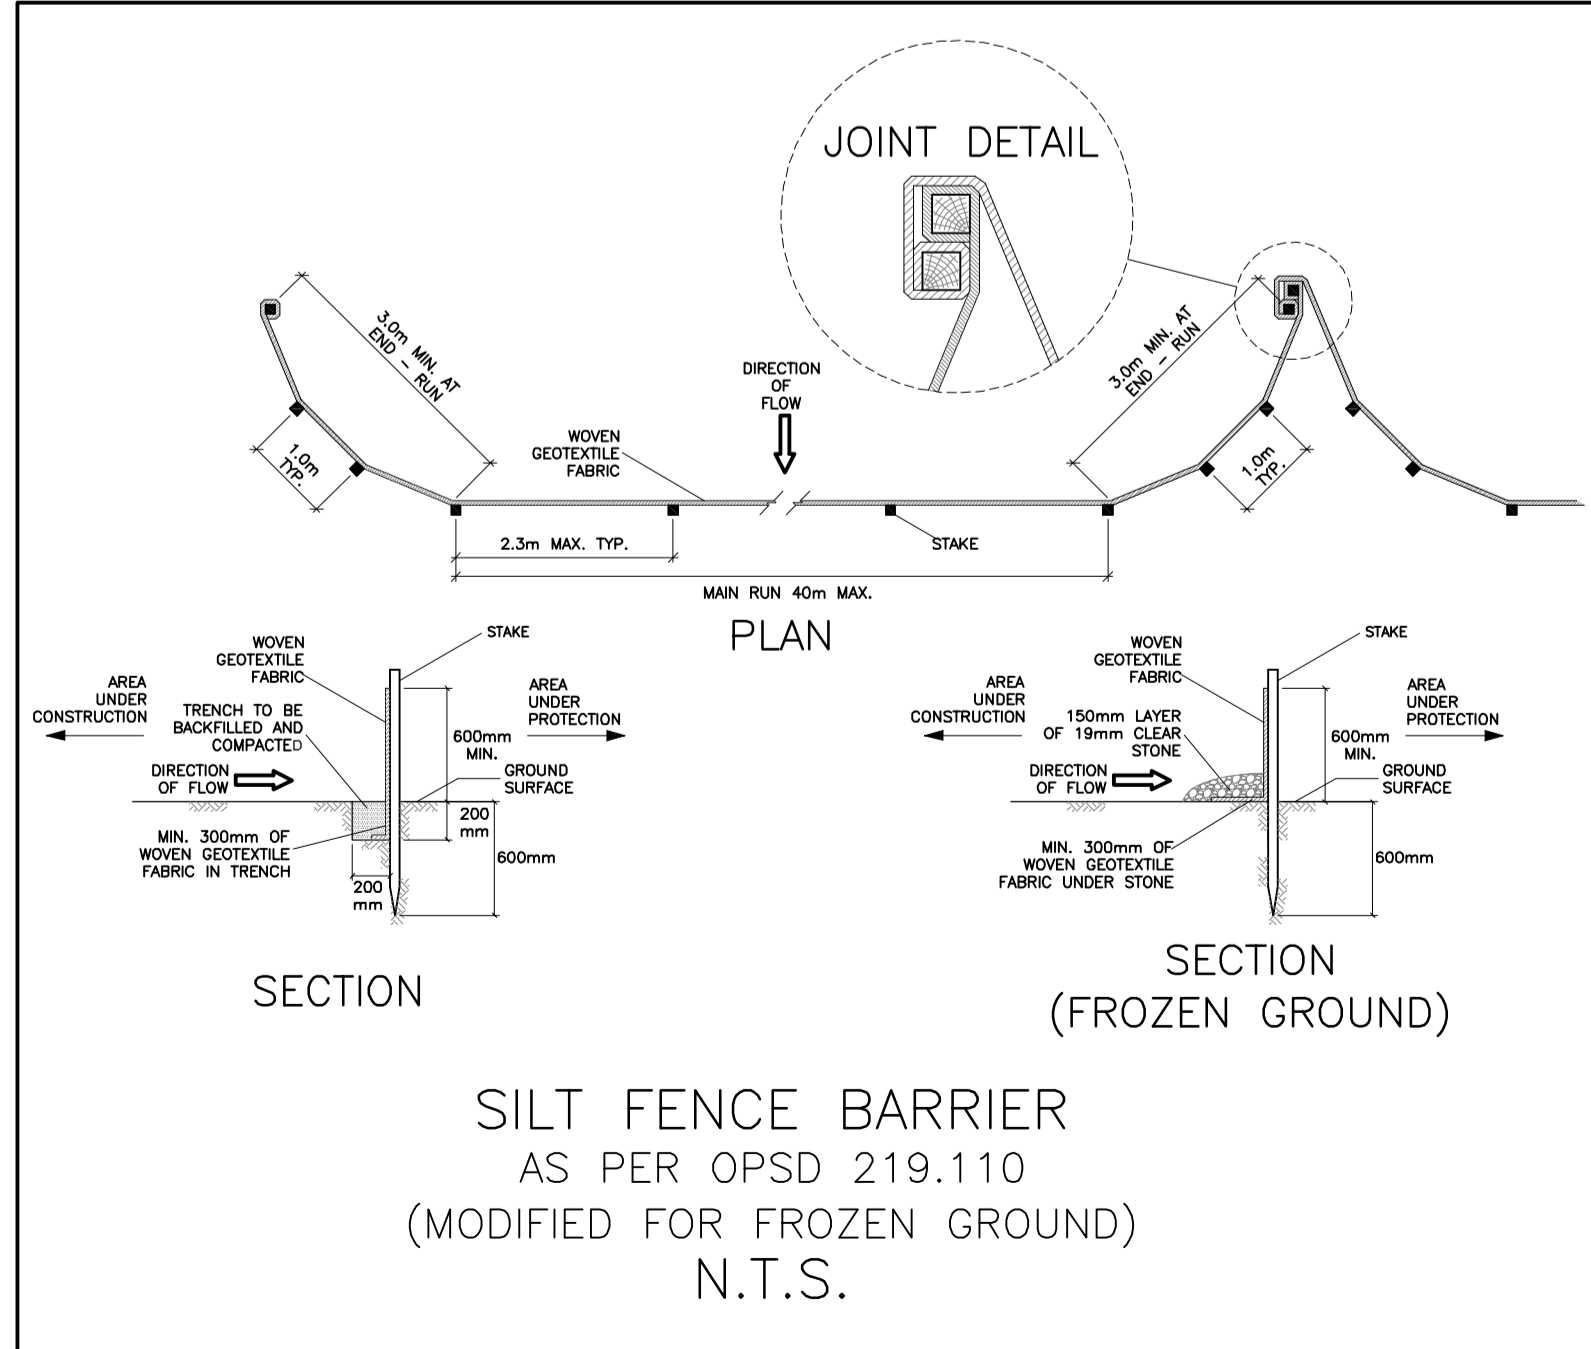 JOINT DETAIL
3.0m MIN. AT
END – RUN
1.0m
TYP.
WOVEN
GEOTEXTILE
FABRIC
DIRECTION
OF
FLOW
3.0m MIN. AT
END – RUN
1.0m
TYP.
2.3m MAX. TYP.
STAKE
MAIN RUN 40m MAX.
PLAN
STAKE
WOVEN
GEOTEXTILE
FABRIC
AREA
UNDER
CONSTRUCTION
TRENCH TO BE
BACKFILLED AND
COMPACTED
AREA
UNDER
PROTECTION
600mm
MIN.
DIRECTION
OF FLOW
GROUND
SURFACE
200
mm
MIN. 300mm OF
WOVEN GEOTEXTILE
FABRIC IN TRENCH
600mm
200
mm
SECTION
STAKE
WOVEN
GEOTEXTILE
FABRIC
AREA
UNDER
CONSTRUCTION
150mm LAYER
OF 19mm CLEAR
STONE
AREA
UNDER
PROTECTION
600mm
MIN.
DIRECTION
OF FLOW
GROUND
SURFACE
MIN. 300mm OF
WOVEN GEOTEXTILE
FABRIC UNDER STONE
600mm
SECTION
(FROZEN GROUND)
SILT FENCE BARRIER
AS PER OPSD 219.110
(MODIFIED FOR FROZEN GROUND)
N.T.S.